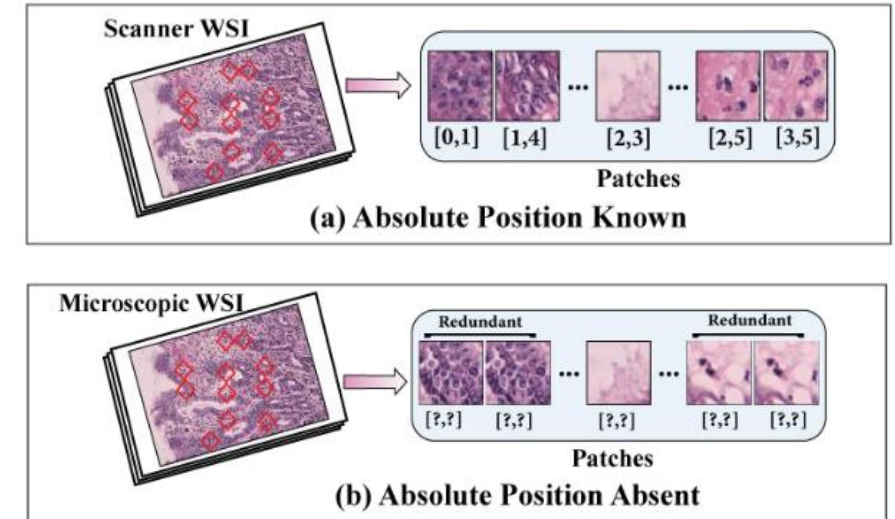 Scanner WSI
... ...
[0,1] [1,4] [2,3] [2,5] [3,5]
Patches
(a) Absolute Position Known
Microscopic WSI
Redundant Redundant
... ...
[?,?] [?,?] [?,?] [?,?] [?,?]
Patches
(b) Absolute Position Absent